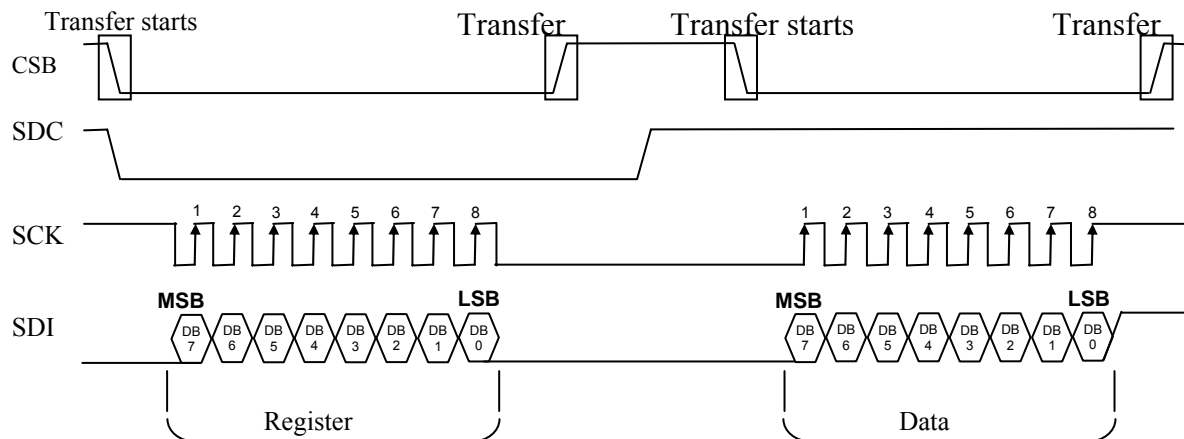 Transfer starts Transfer Transfer starts Transfer
CSB
SDC
1 2 3 4 5 6 7 8 1 2 3 4 5 6 7 8
SCK
MSB LSB MSB LSB
SDI DB 7 DB 6 DB 5 DB 4 DB 3 DB 2 DB 1 DB 0 DB 7 DB 6 DB 5 DB 4 DB 3 DB 2 DB 1 DB 0
Register Data